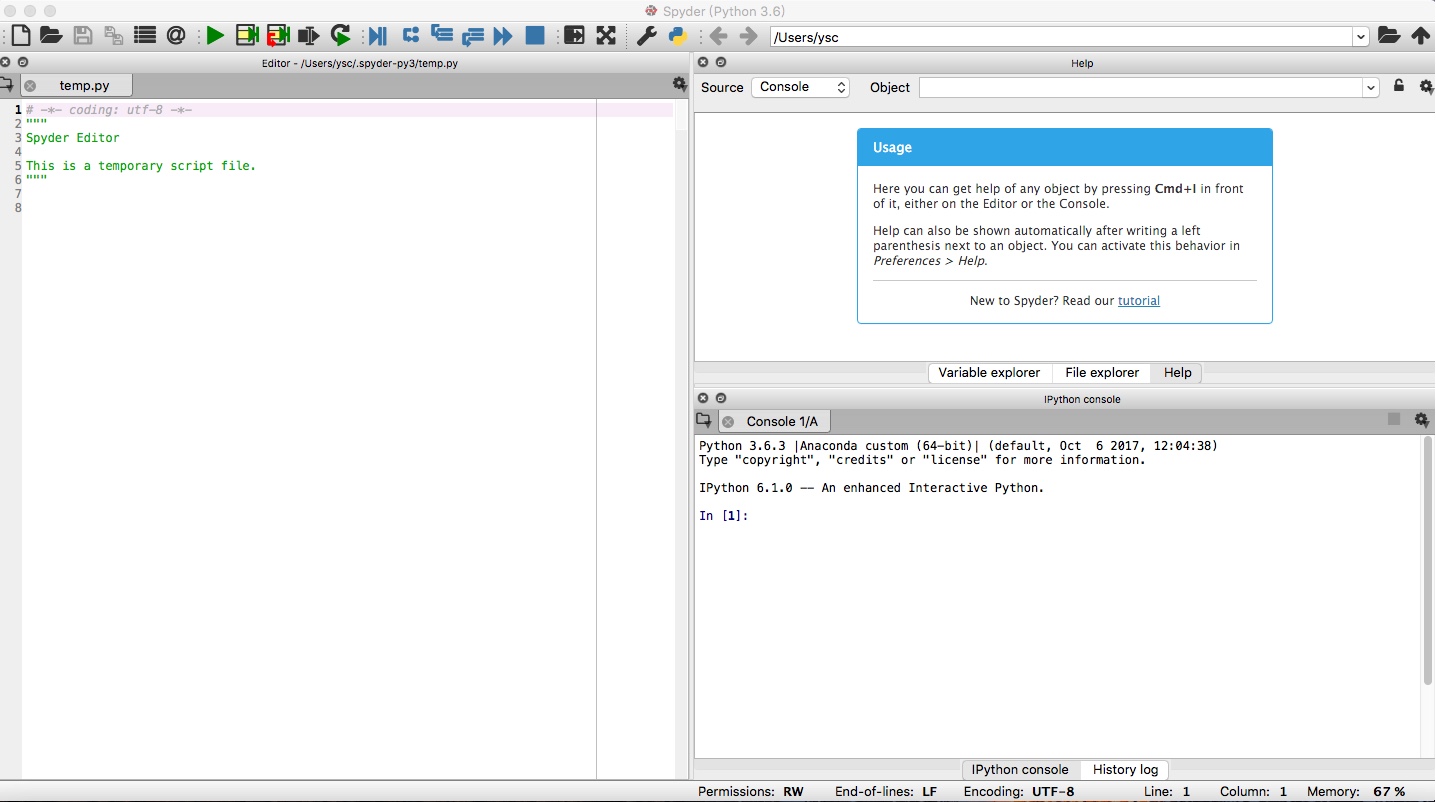 Spyder (Python 3.6)
/Users/ysc
Editor - /Users/ysc/.spyder-py3/temp.py
temp.py
1 # -*- coding: utf-8 -*-
2 """
3 Spyder Editor
4
5 This is a temporary script file.
6 """
7
8
Help
Source Console Object
Usage
Here you can get help of any object by pressing Cmd+I in front
of it, either on the Editor or the Console.
Help can also be shown automatically after writing a left
parenthesis next to an object. You can activate this behavior in
Preferences > Help.
New to Spyder? Read our tutorial
Variable explorer File explorer Help
IPython console
Console 1/A
Python 3.6.3 |Anaconda custom (64-bit)| (default, Oct  6 2017, 12:04:38)
Type "copyright", "credits" or "license" for more information.
IPython 6.1.0 -- An enhanced Interactive Python.
In [1]:
IPython console History log
Permissions: RW End-of-lines: LF Encoding: UTF-8 Line: 1 Column: 1 Memory: 67 %